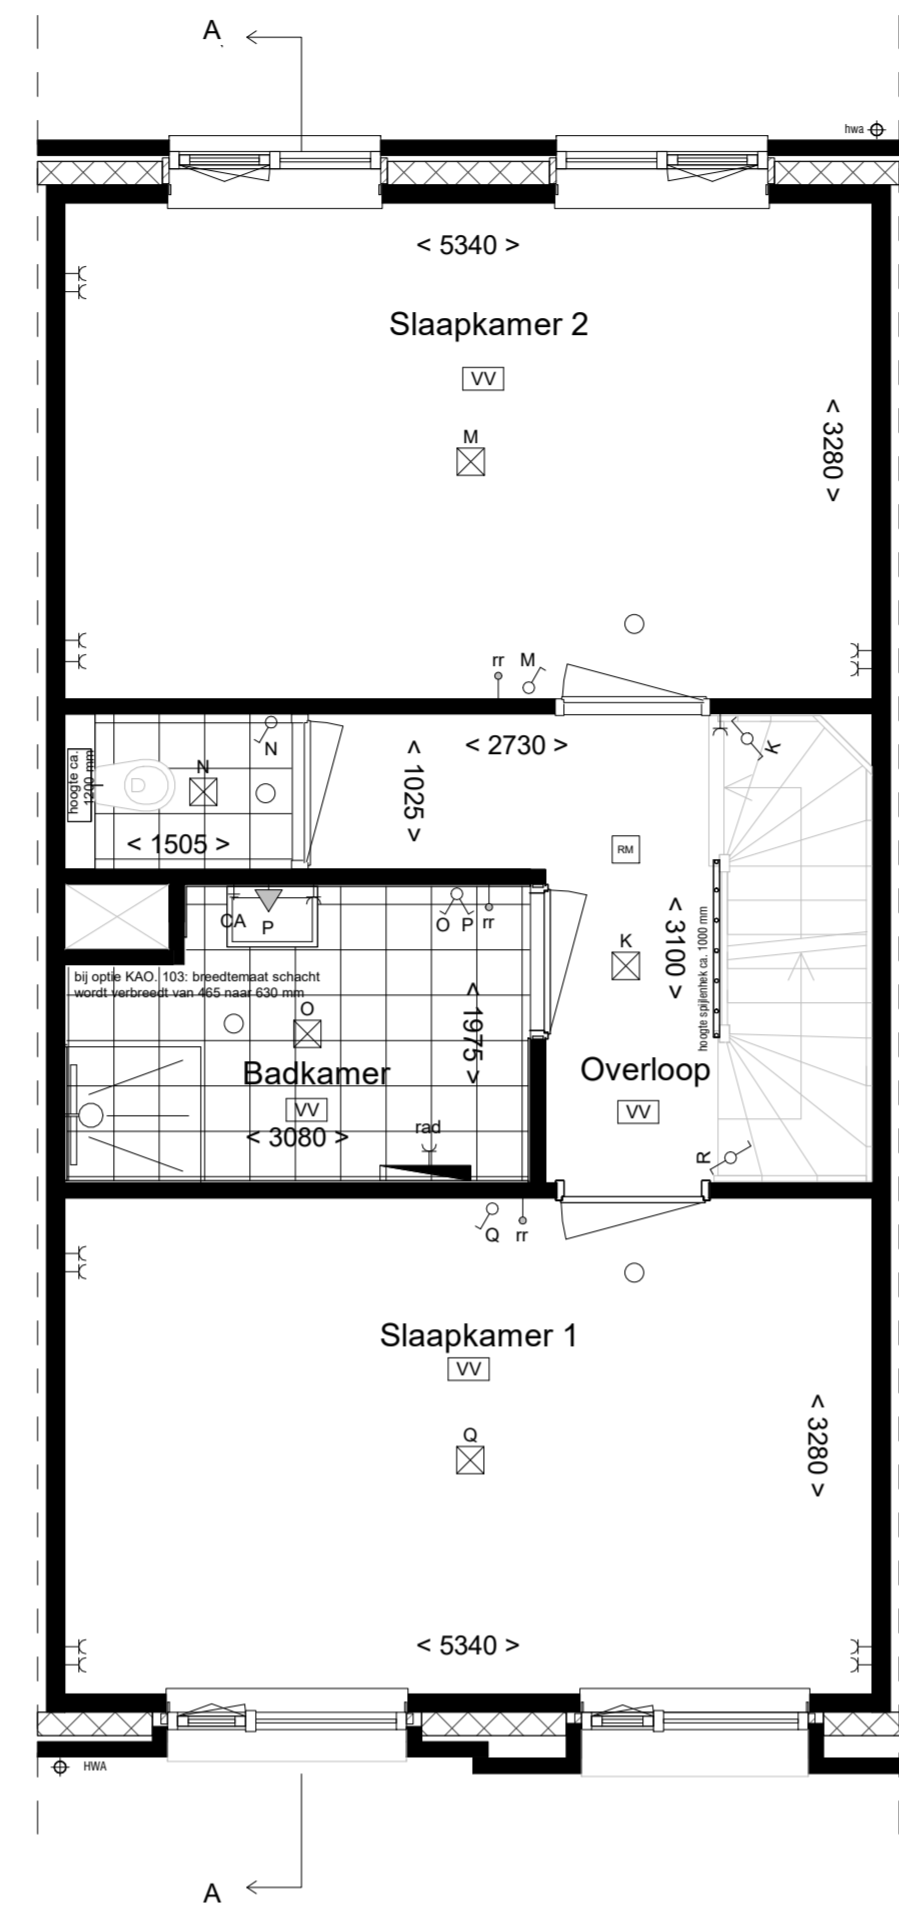 A
hwa
< 5340 >
Slaapkamer 2
VV
< 3280 >
M
rr
M
N
hoogte ca.
1200 mm
N
< 1505 >
< 1025 >
< 2730 >
K
RM
CA
P
O
P
rr
K
< 3100 >
hoogte spijlenhek ca. 1000 mm
bij optie KAO. 103: breedtemaat schacht
wordt verbreedt van 465 naar 630 mm
O
< 1975 >
Badkamer
VV
< 3080 >
rad
Overloop
VV
R
Q
rr
Slaapkamer 1
VV
Q
< 3280 >
< 5340 >
HWA
A